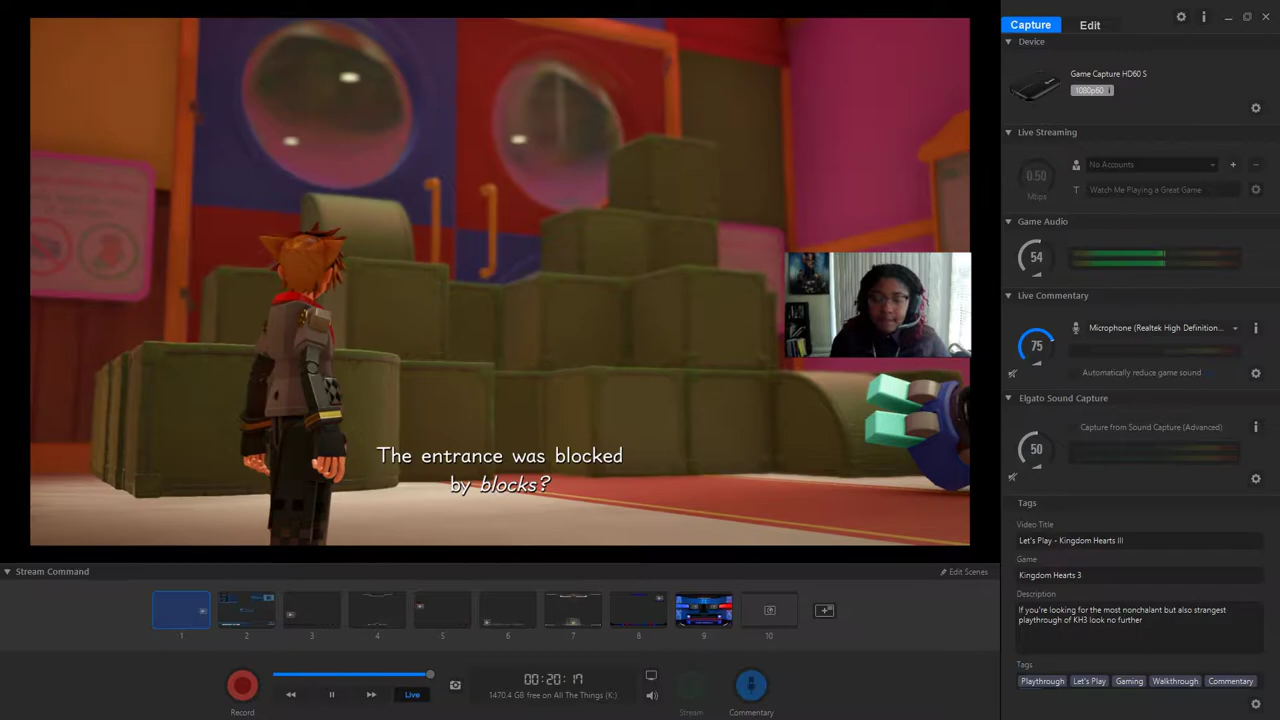 Capture
Edit
Device
Game Capture HD60 S
1080p60
Live Streaming
0.50
Mbps
No Accounts
Watch Me Playing a Great Game
Game Audio
54
Live Commentary
75
Microphone (Realtek High Definition...
Automatically reduce game sound
Elgato Sound Capture
50
Capture from Sound Capture (Advanced)
Tags
Video Title
Let's Play - Kingdom Hearts III
Game
Kingdom Hearts 3
Description
If you're looking for the most nonchalant but also strangest
playthrough of KH3 look no further
Tags
Playthrough
Let's Play
Gaming
Walkthrough
Commentary
The entrance was blocked
by blocks?
Stream Command
Edit Scenes
1
2
3
4
5
6
7
8
9
10
Record
Live
00:20:17
1470.4 GB free on All The Things (K:)
Stream
Commentary